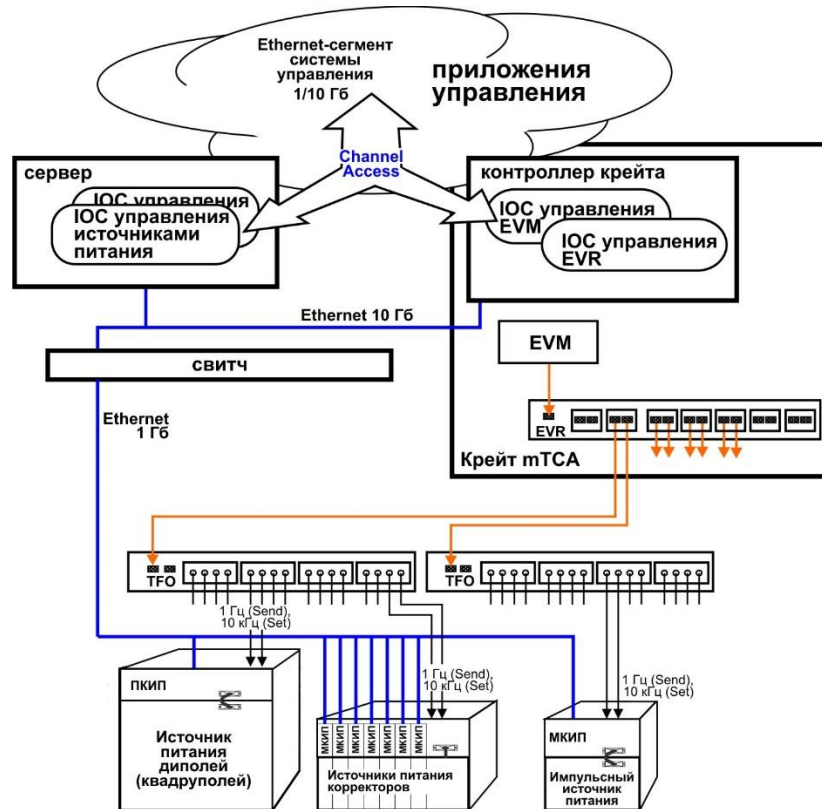 Ethernet-сегмент
системы
управления
1/10 Гб
приложения
управления
Channel
Access
сервер
IOC управления
IOC управления
источниками
питания
контроллер крейта
IOC управления
EVM
IOC управления
EVR
Ethernet 10 Гб
свитч
EVM
Ethernet
1 Гб
EVR
Крейт mTCA
TFO
TFO
1 Гц (Send),
10 кГц (Set)
1 Гц (Send),
10 кГц (Set)
1 Гц (Send),
10 кГц (Set)
ПКИП
Источник
питания
диполей
(квадруполей)
МКИП
МКИП
МКИП
МКИП
МКИП
МКИП
МКИП
Источники питания
корректоров
МКИП
Импульсный
источник
питания